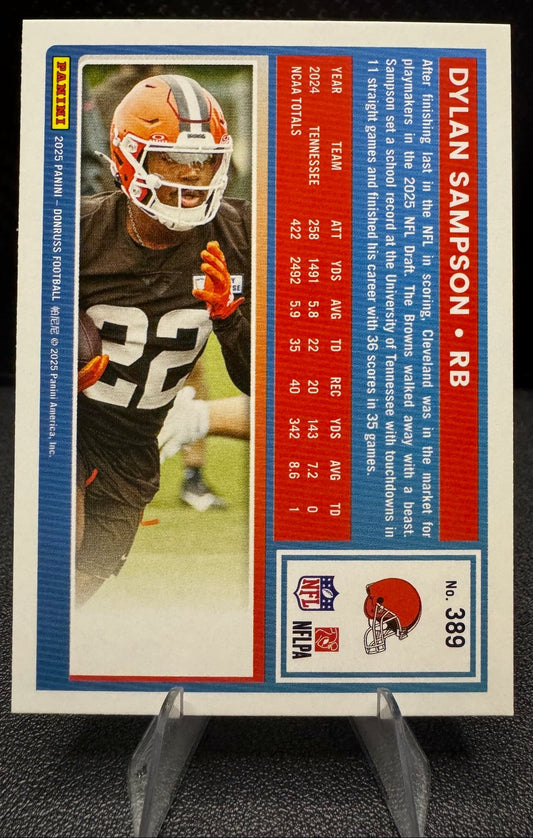 DYLAN SAMPSON • RB
No. 389
After finishing last in the NFL in scoring, Cleveland was in the market for
playmakers in the 2025 NFL Draft. The Browns walked away with a beast.
Sampson set a school record at the University of Tennessee with touchdowns in
11 straight games and finished his career with 36 scores in 35 games.
NFL
NFLPA
YEAR TEAM ATT YDS AVG TD REC YDS AVG TD
2024 TENNESSEE 258 1491 5.8 22 20 143 7.2 0
NCAA TOTALS 422 2492 5.9 35 40 342 8.6 1
22
PANINI
2025 PANINI – DONRUSS FOOTBALL 帕尼尼 © 2025 Panini America, Inc.